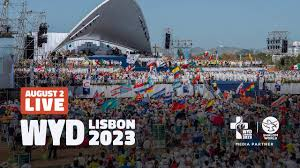 AUGUST 2
LIVE
WYD LISBON
2023
MEDIA PARTNER